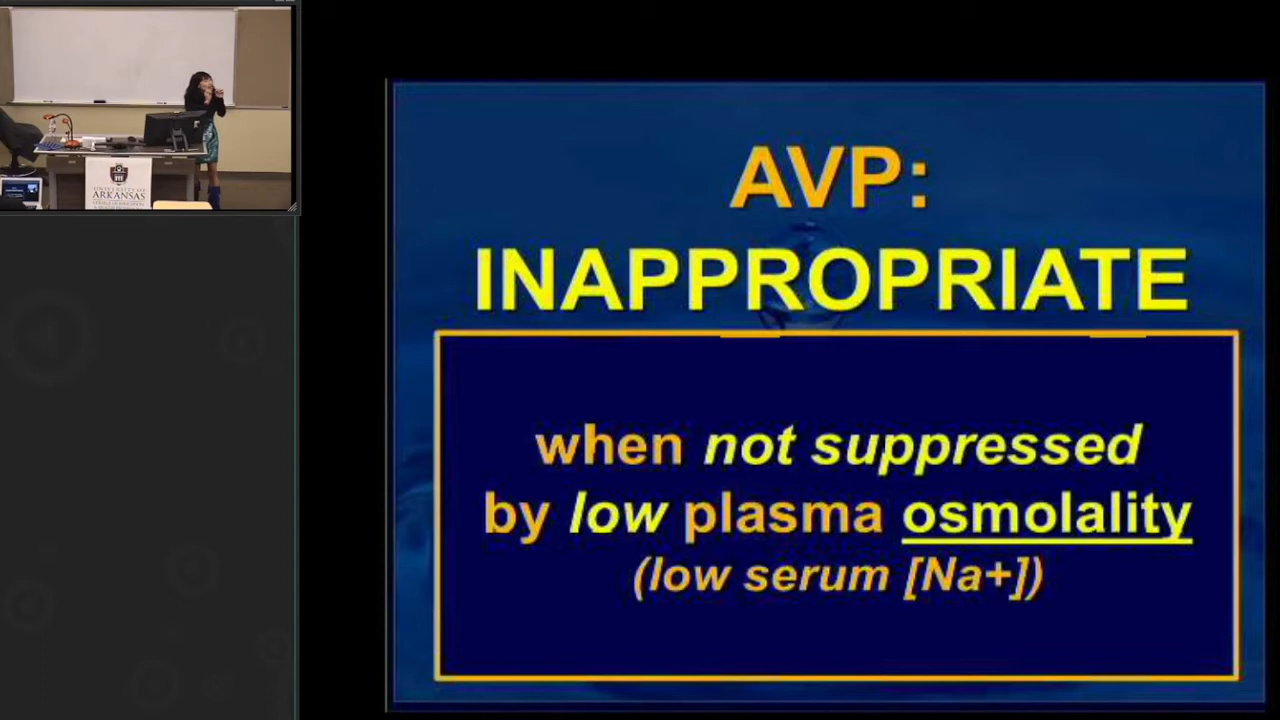 UNIVERSITY OF
ARKANSAS
AVP:
INAPPROPRIATE
when not suppressed
by low plasma osmolality
(low serum [Na+])